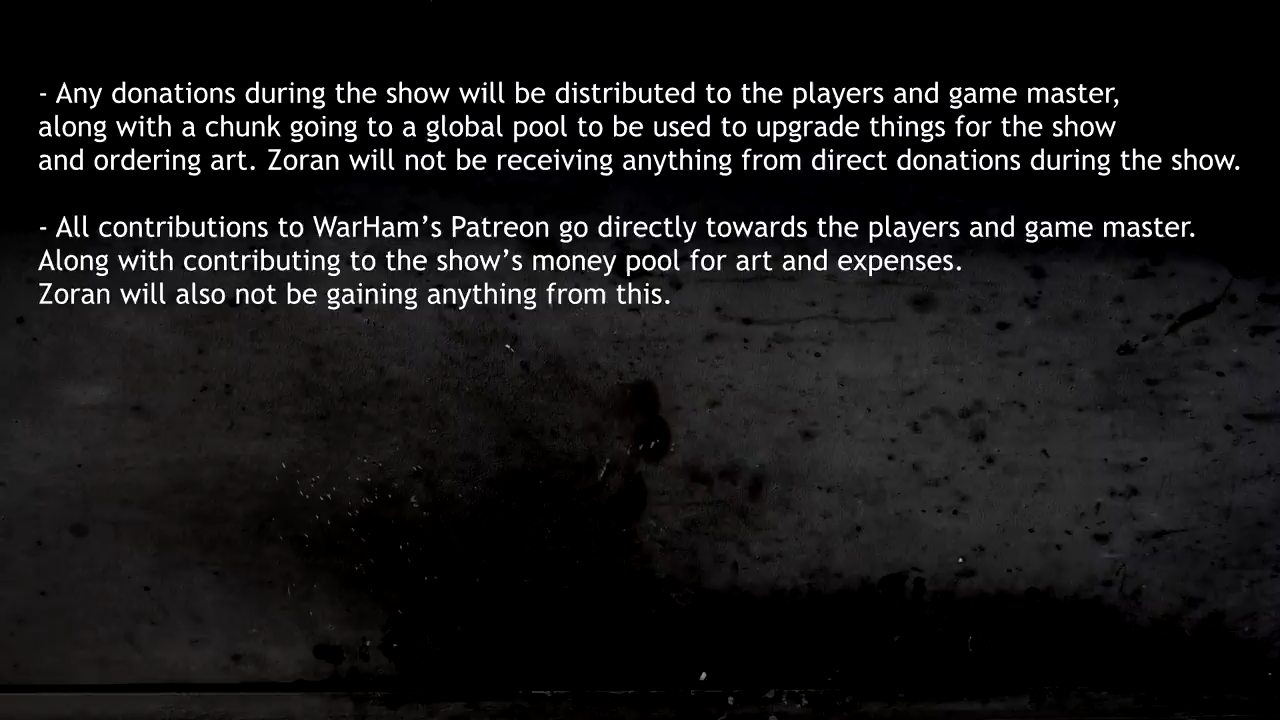 - Any donations during the show will be distributed to the players and game master,
along with a chunk going to a global pool to be used to upgrade things for the show
and ordering art. Zoran will not be receiving anything from direct donations during the show.
- All contributions to WarHam’s Patreon go directly towards the players and game master.
Along with contributing to the show’s money pool for art and expenses.
Zoran will also not be gaining anything from this.